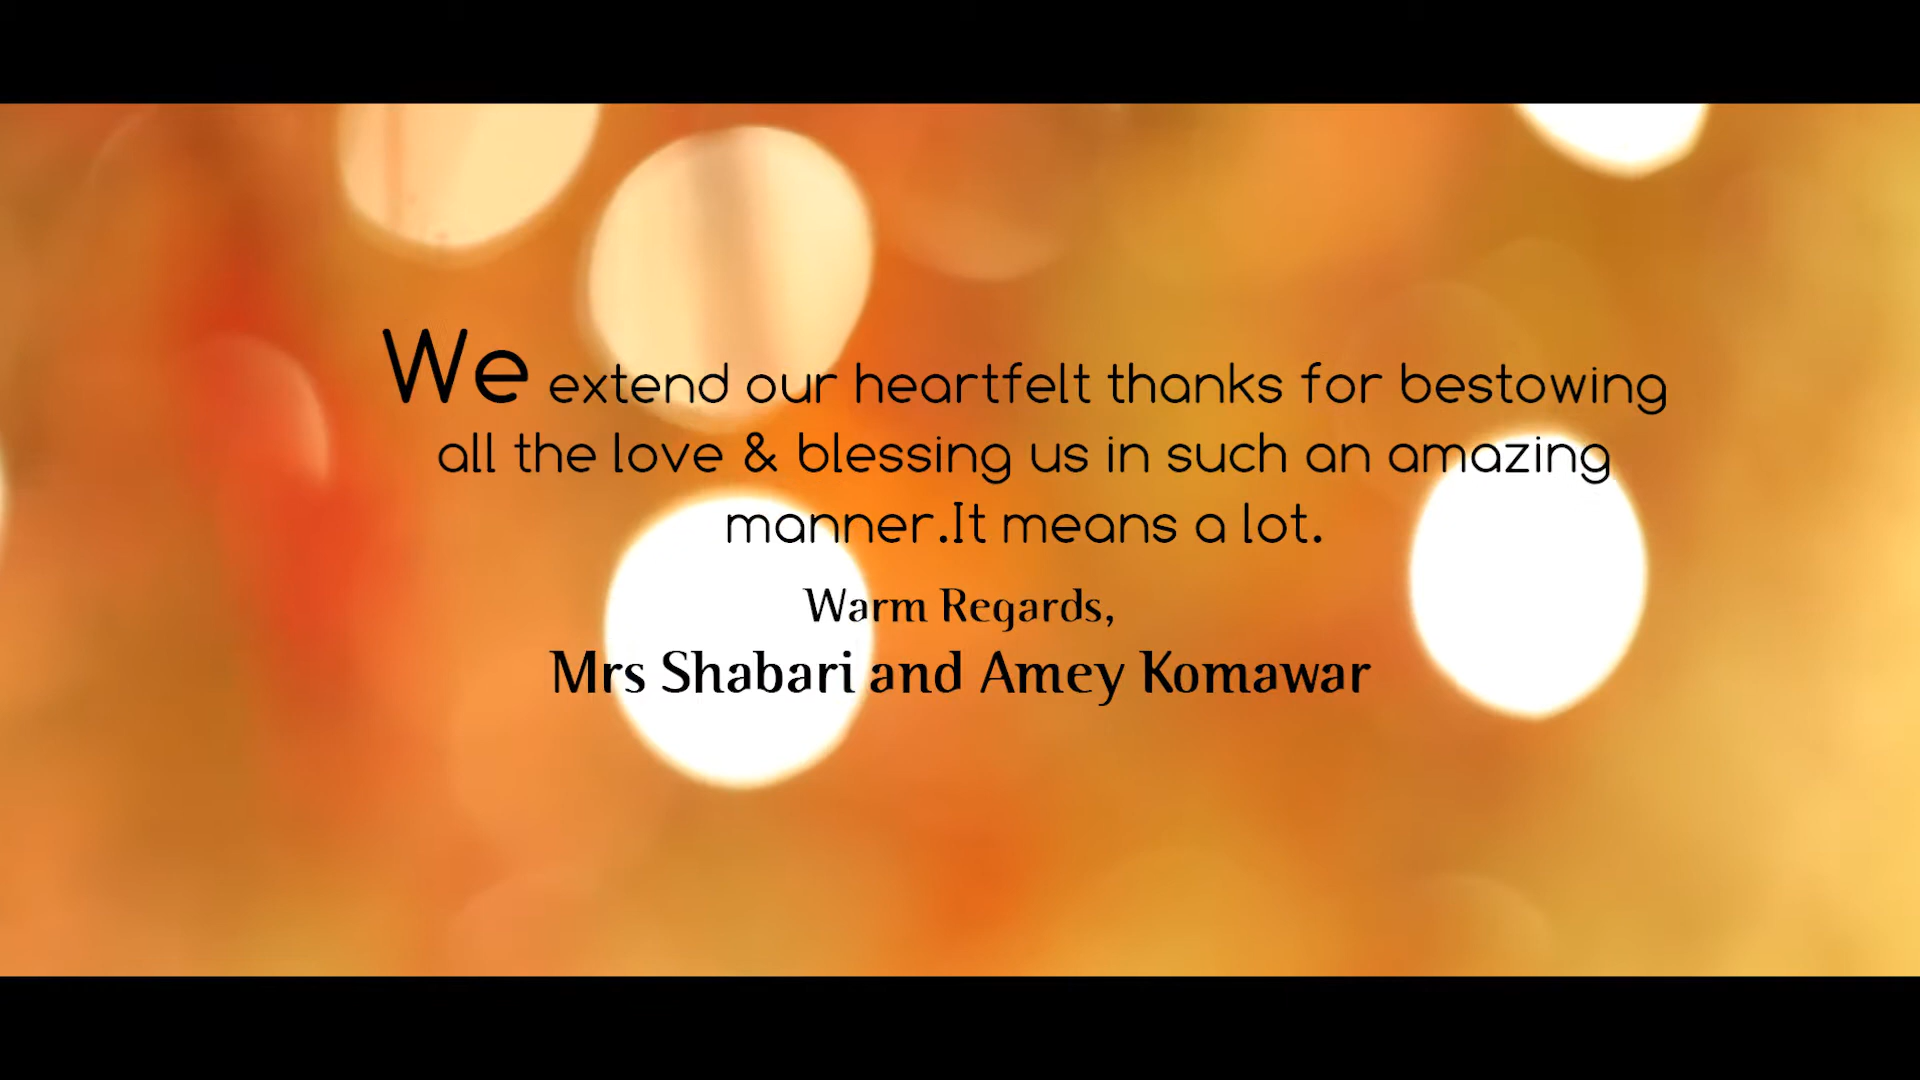 We extend our heartfelt thanks for bestowing
all the love & blessing us in such an amazing
manner.It means a lot.
Warm Regards,
Mrs Shabari and Amey Komawar